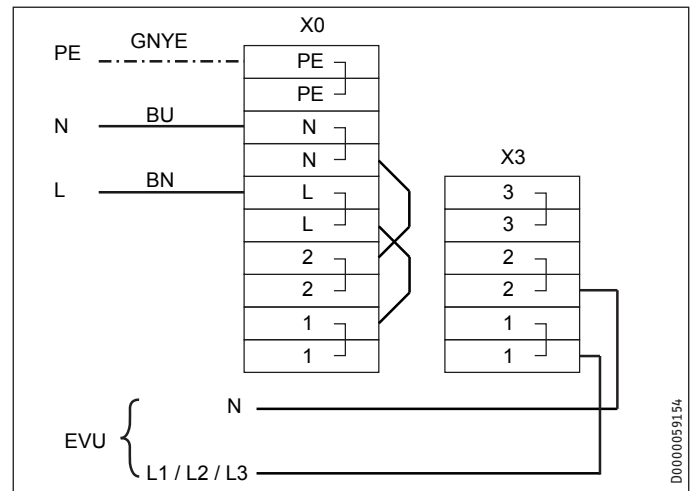 X0
PE GNYE
PE
PE
N BU
N
N
L BN
L
L
2
2
1
1
X3
3
3
2
2
1
1
EVU
N
L1 / L2 / L3
D0000059154